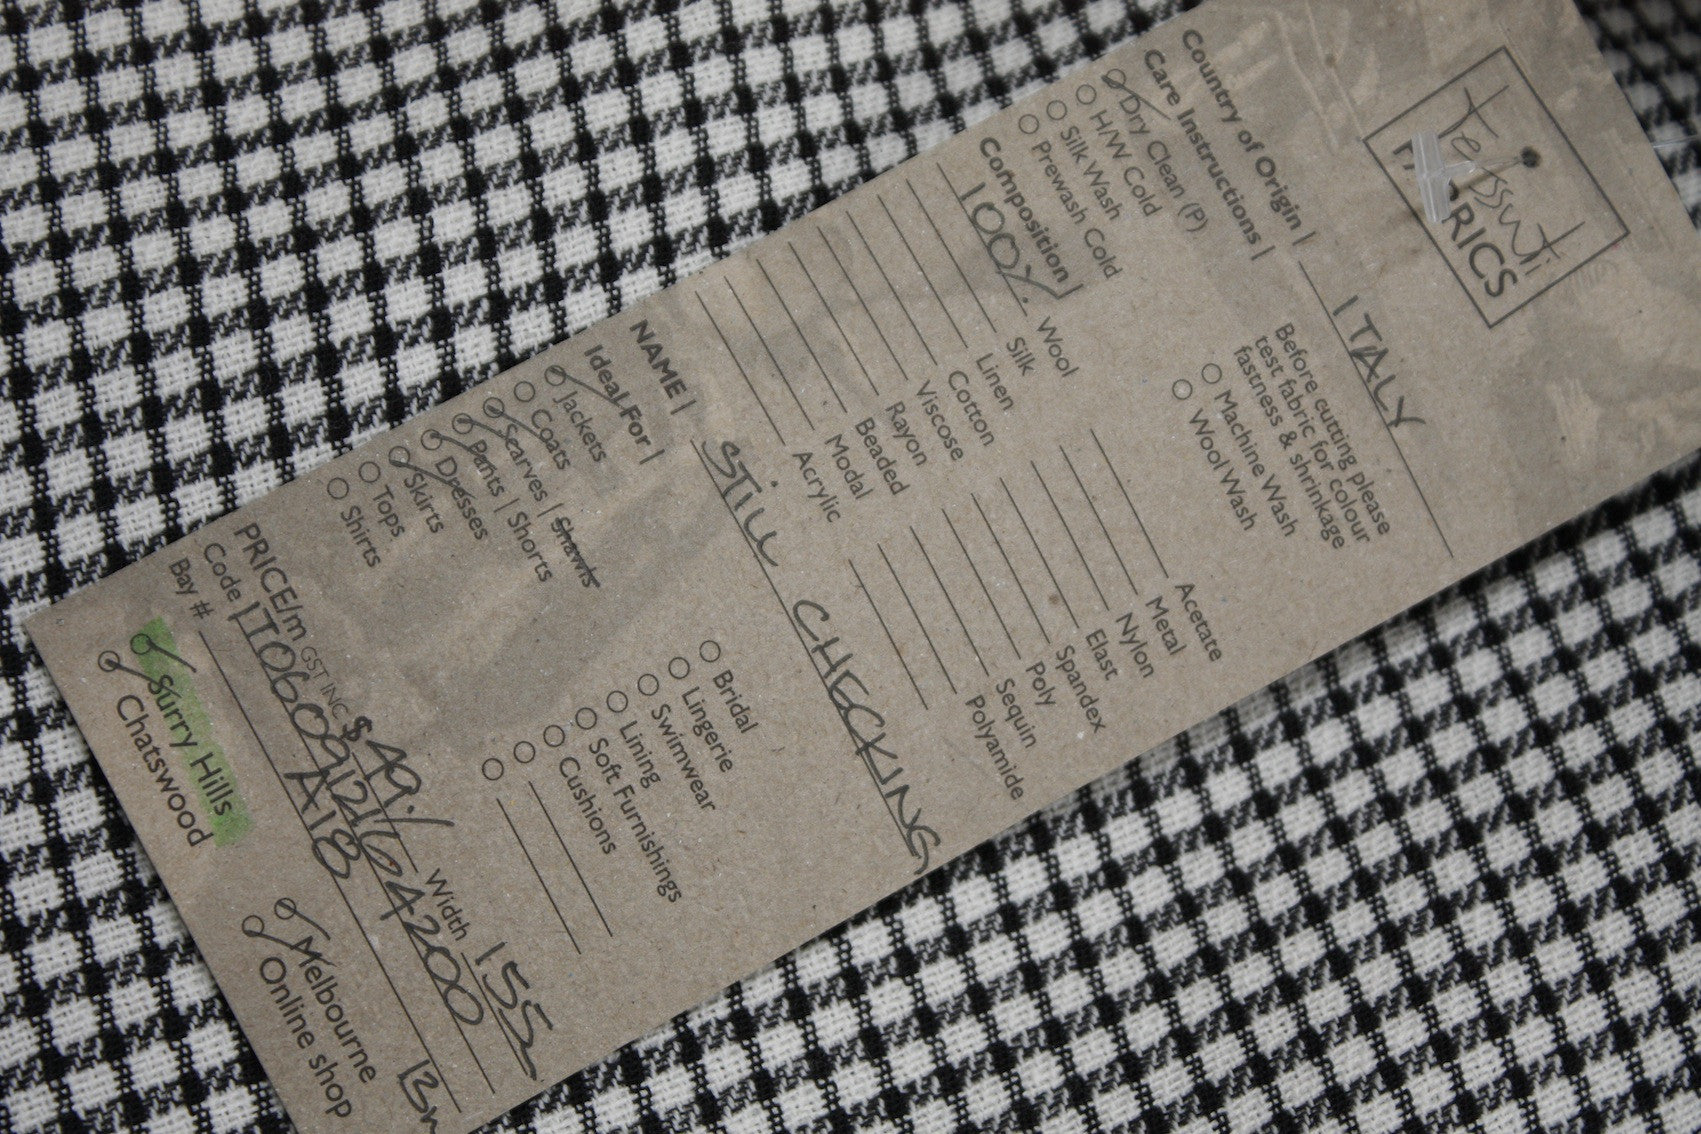 Tessuti
FABRICS
Country of Origin | ITALY
Care Instructions |
Dry Clean (P)
H/W Cold
Silk Wash
Prewash Cold
Before cutting please
test fabric for colour
fastness & shrinkage
Machine Wash
Wool Wash
Composition |
100% Wool
Silk
Linen
Cotton
Viscose
Rayon
Beaded
Modal
Acrylic
Acetate
Metal
Nylon
Elast
Spandex
Poly
Sequin
Polyamide
NAME | STILL CHECKING
Ideal For |
Jackets
Coats
Scarves | Shawls
Pants | Shorts
Dresses
Skirts
Tops
Shirts
Bridal
Lingerie
Swimwear
Lining
Soft Furnishings
Cushions
PRICE/m GST INC $49./ Width 155
Code
Bay # A18
Surry Hills
Chatswood
Melbourne
Online shop